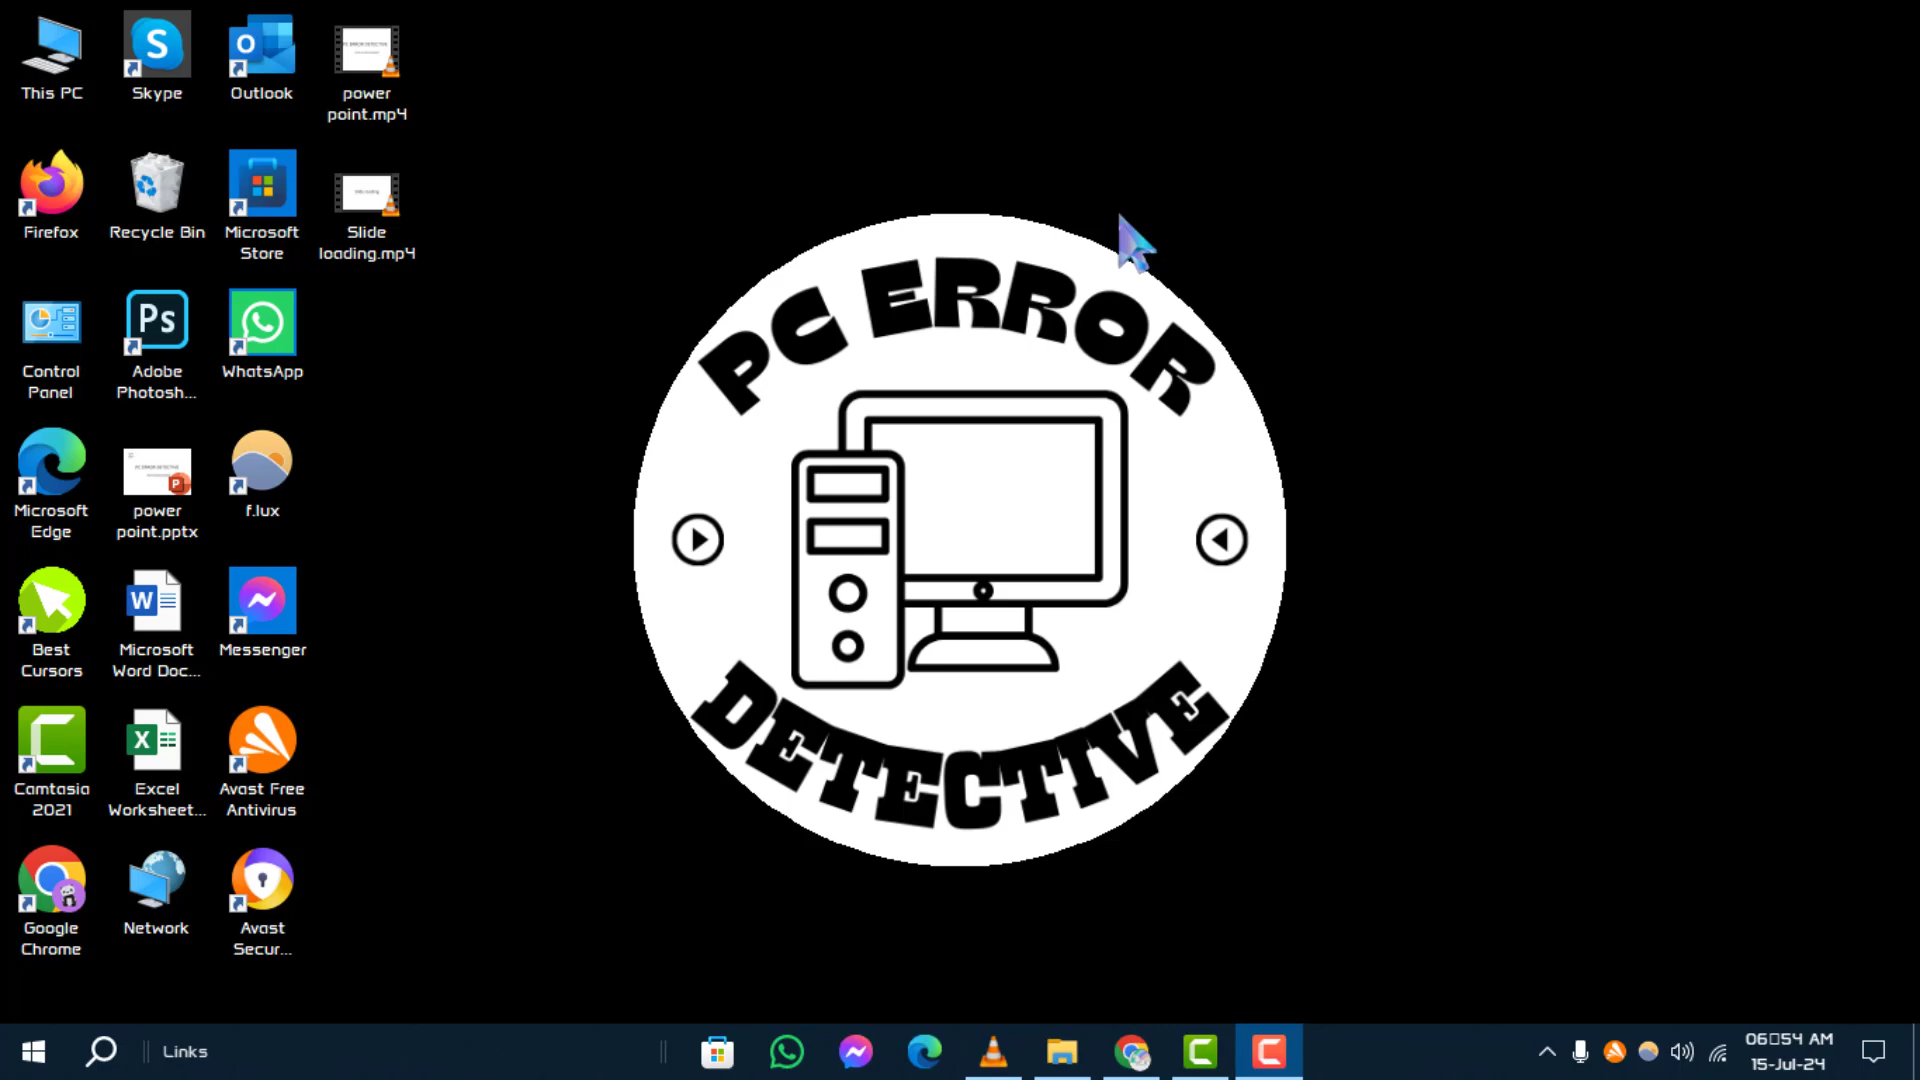 This PC
Skype
Outlook
power
point.mp4
Firefox
Recycle Bin
Microsoft
Store
Slide
loading.mp4
Control
Panel
Adobe
Photosh...
WhatsApp
Microsoft
Edge
power
point.pptx
f.lux
Best
Cursors
Microsoft
Word Doc...
Messenger
Camtasia
2021
Excel
Worksheet...
Avast Free
Antivirus
Google
Chrome
Network
Avast
Secur...
PC ERROR
DETECTIVE
Links
06□54 AM
15-Jul-24